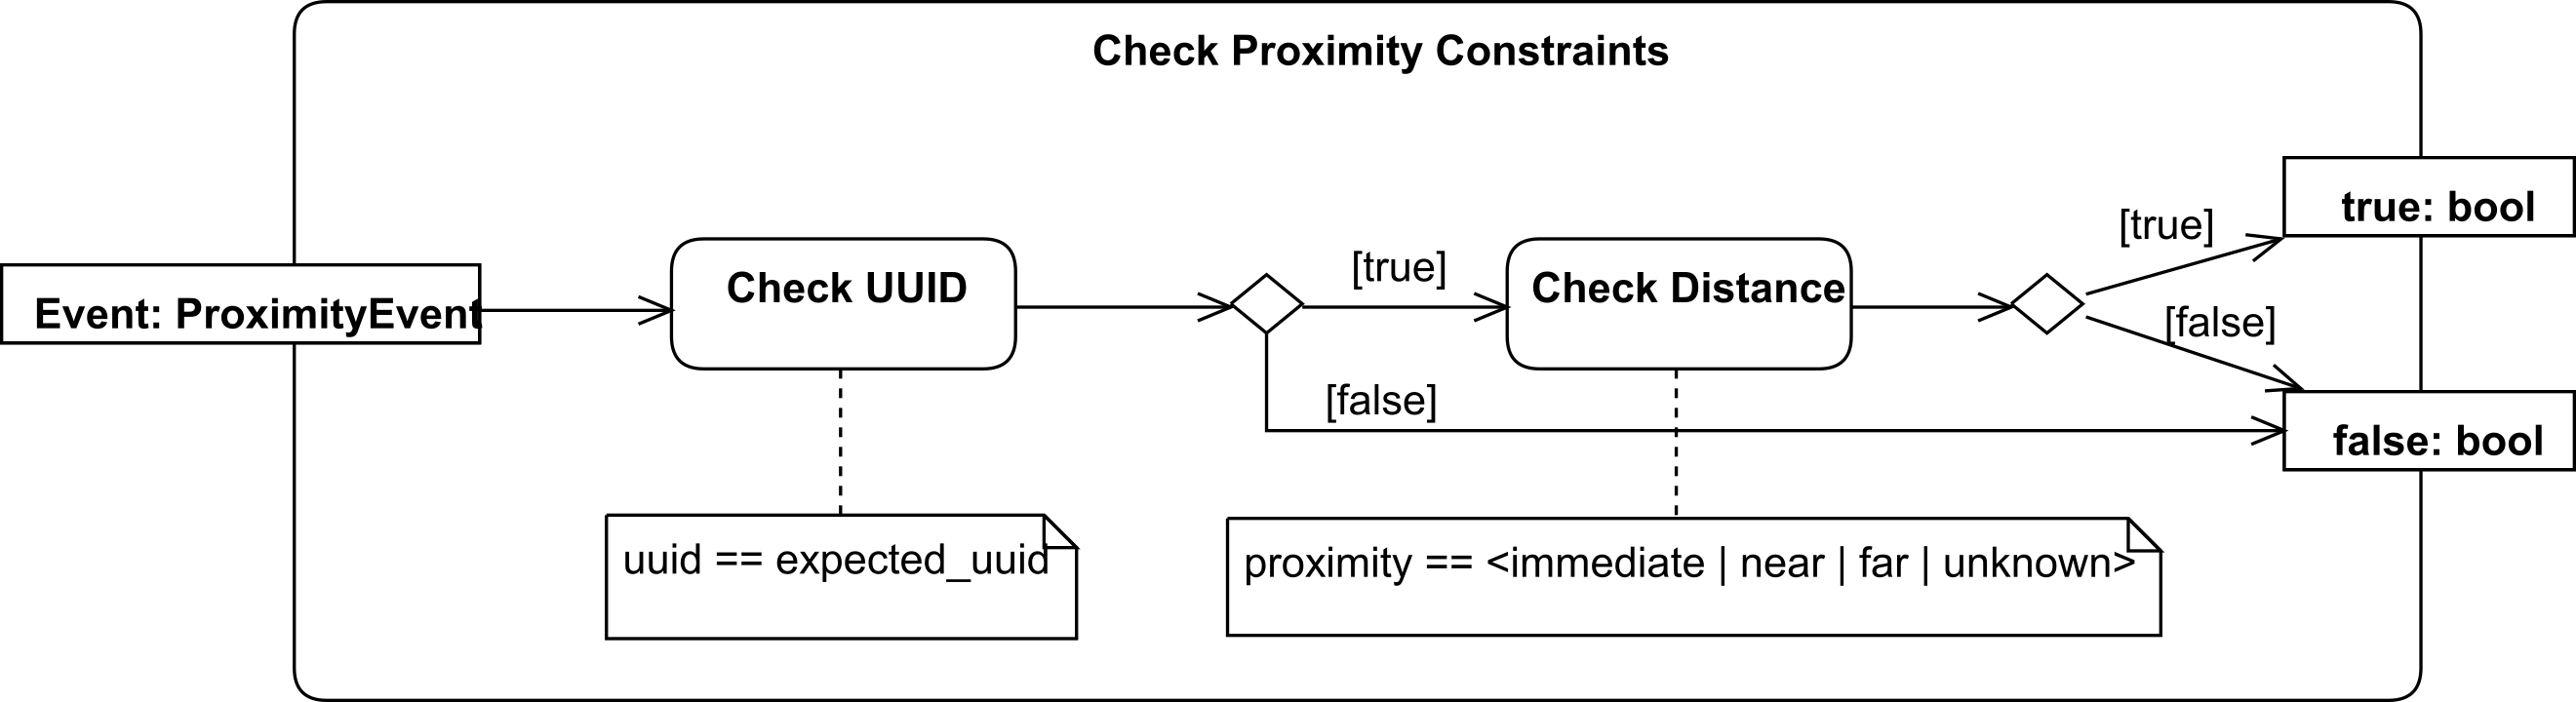 Check Proximity Constraints
true: bool
[true]
[true]
Event: ProximityEvent
Check UUID
Check Distance
[false]
[false]
false: bool
uuid == expected_uuid
proximity == <immediate | near | far | unknown>